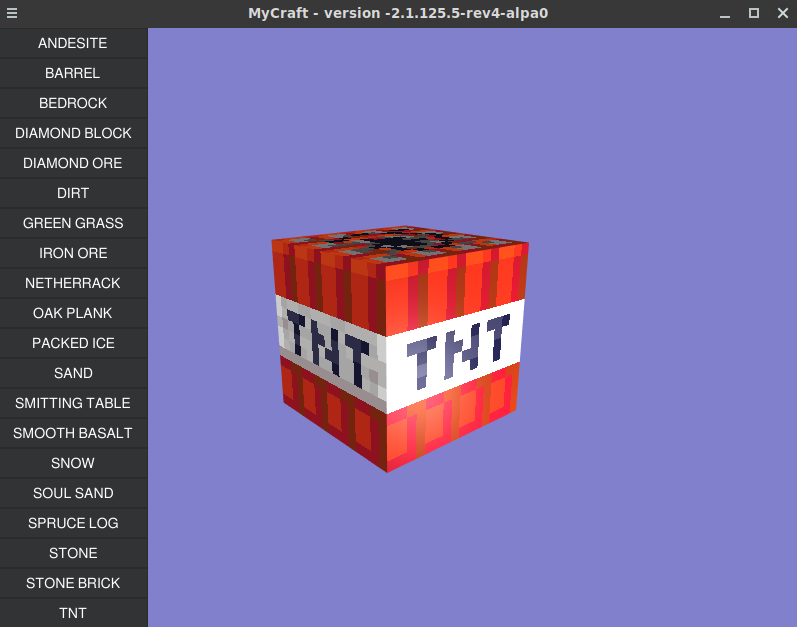 MyCraft - version -2.1.125.5-rev4-alpa0
ANDESITE
BARREL
BEDROCK
DIAMOND BLOCK
DIAMOND ORE
DIRT
GREEN GRASS
IRON ORE
NETHERRACK
OAK PLANK
PACKED ICE
SAND
SMITTING TABLE
SMOOTH BASALT
SNOW
SOUL SAND
SPRUCE LOG
STONE
STONE BRICK
TNT
TNT TNT